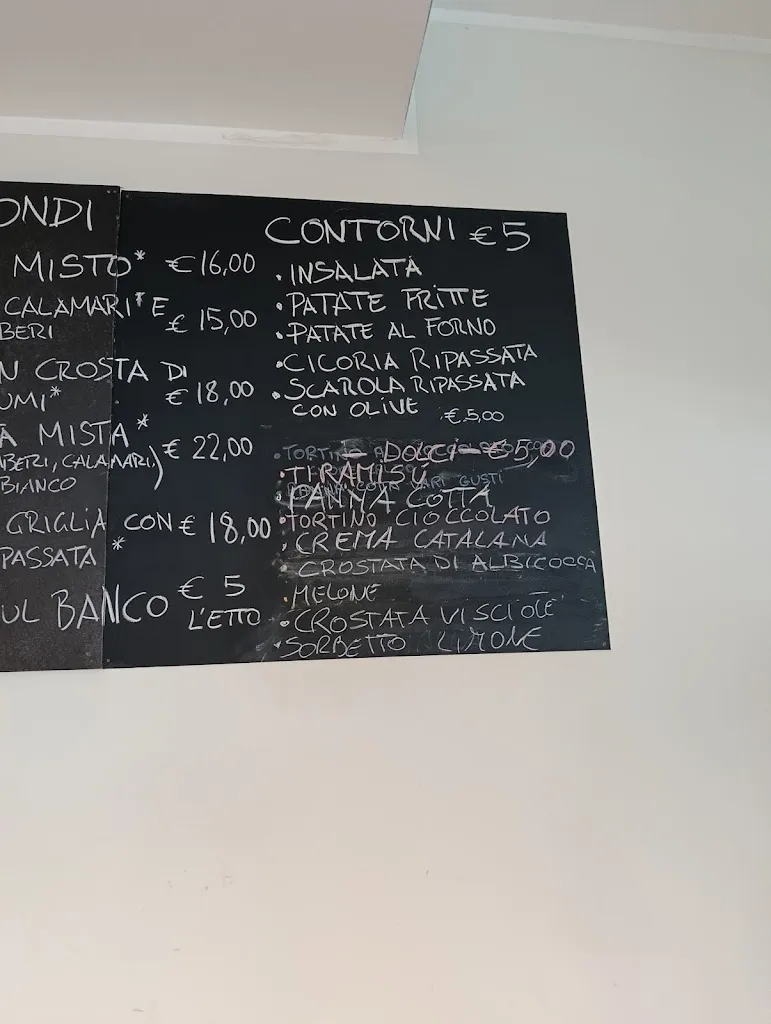 ONDI
MISTO* €16,00
CALAMARI*E
BERI € 15,00
N CROSTA DI
UMI* € 18,00
A MISTA* € 22,00
BERI, CALAMARI,)
BIANCO
GRIGLIA CON € 18,00
PASSATA *
UL BANCO € 5
L'ETTO
CONTORNI € 5
• INSALATA
• PATATE FRITTE
• PATATE AL FORNO
• CICORIA RIPASSATA
• SCAROLA RIPASSATA
CON OLIVE € 5,00
DOLCI - € 5,00
• TIRAMISÚ
• PANNA COTTA
• TORTINO CIOCCOLATO
• CREMA CATALANA
• CROSTATA DI ALBICOCCA
• MELONE
• CROSTATA VISCIOLE
• SORBETTO LIMONE